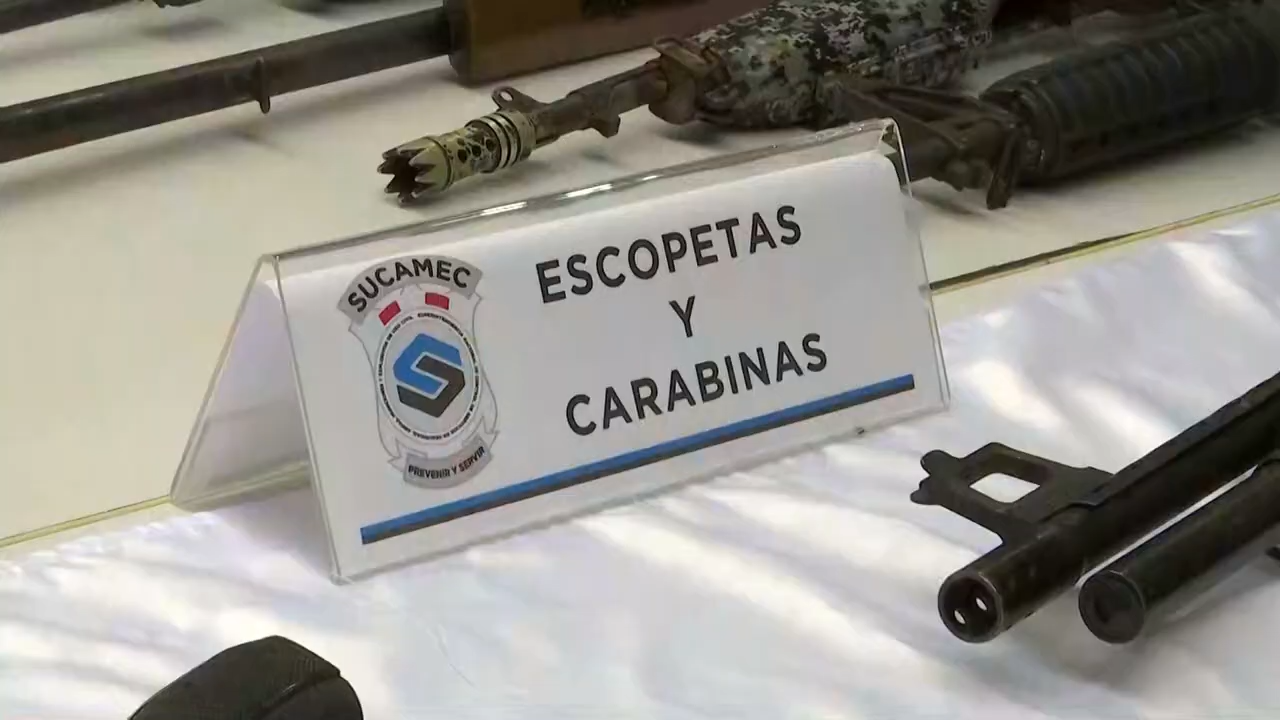 SUCAMEC
PREVENIR Y SERVIR
ESCOPETAS
Y
CARABINAS